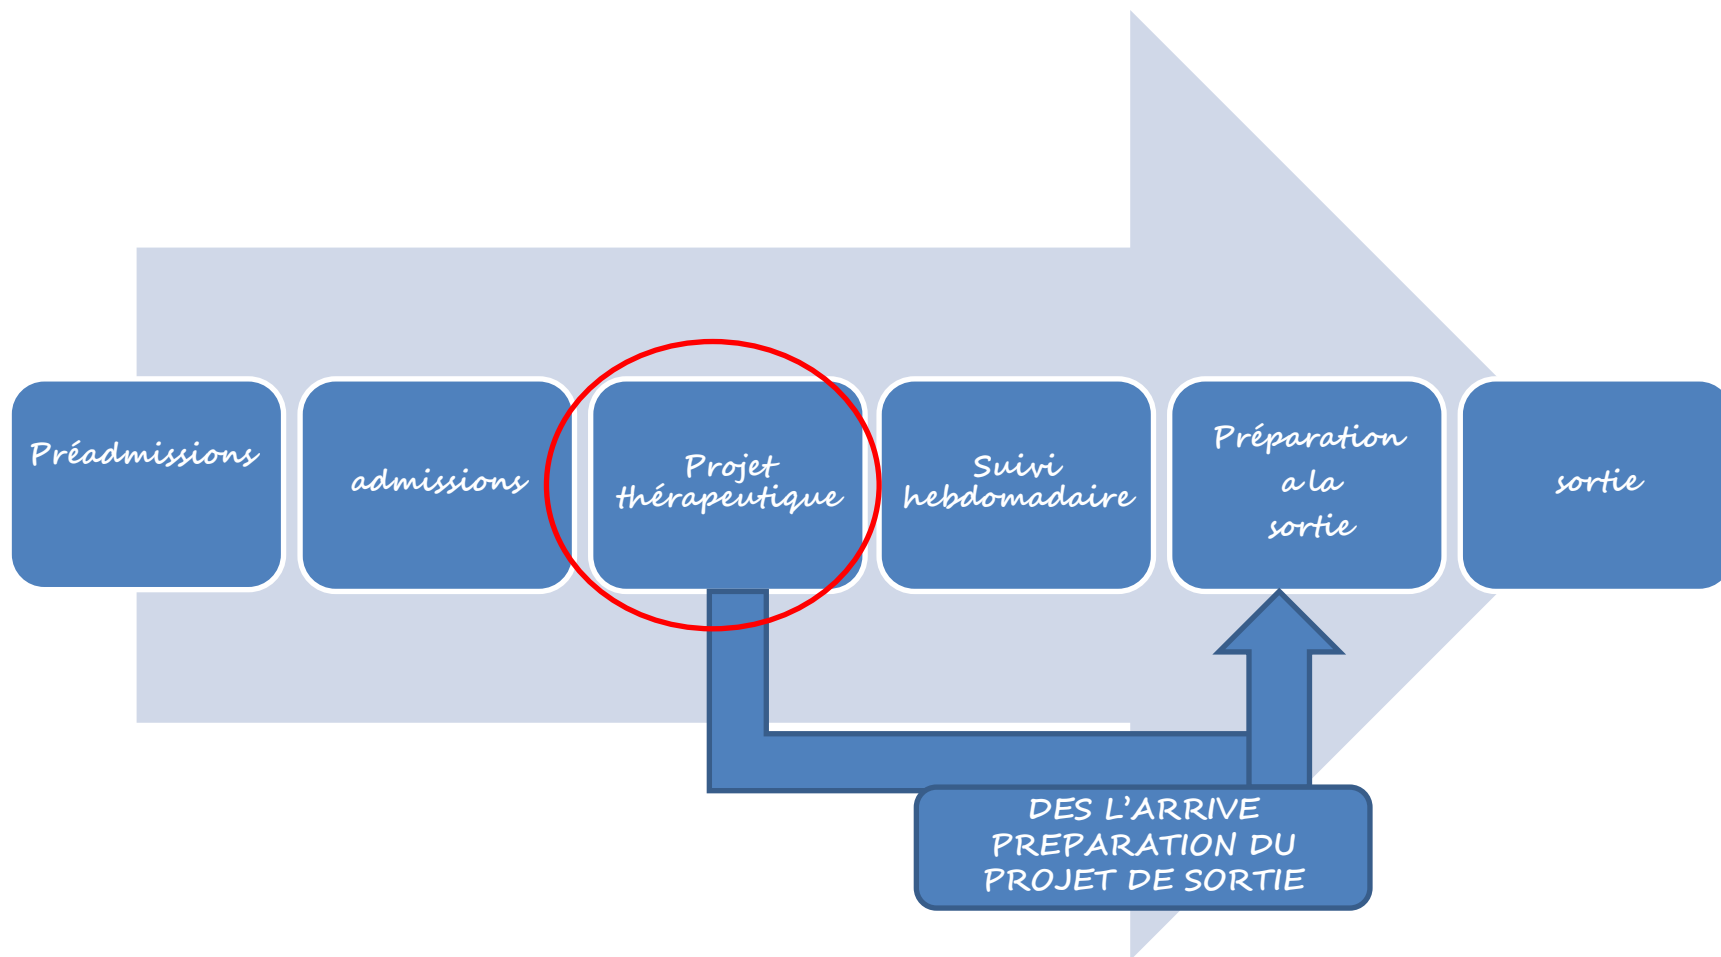 Préadmissions
admissions
Projet
thérapeutique
Suivi
hebdomadaire
Préparation
a la
sortie
sortie
DES L'ARRIVE
PREPARATION DU
PROJET DE SORTIE